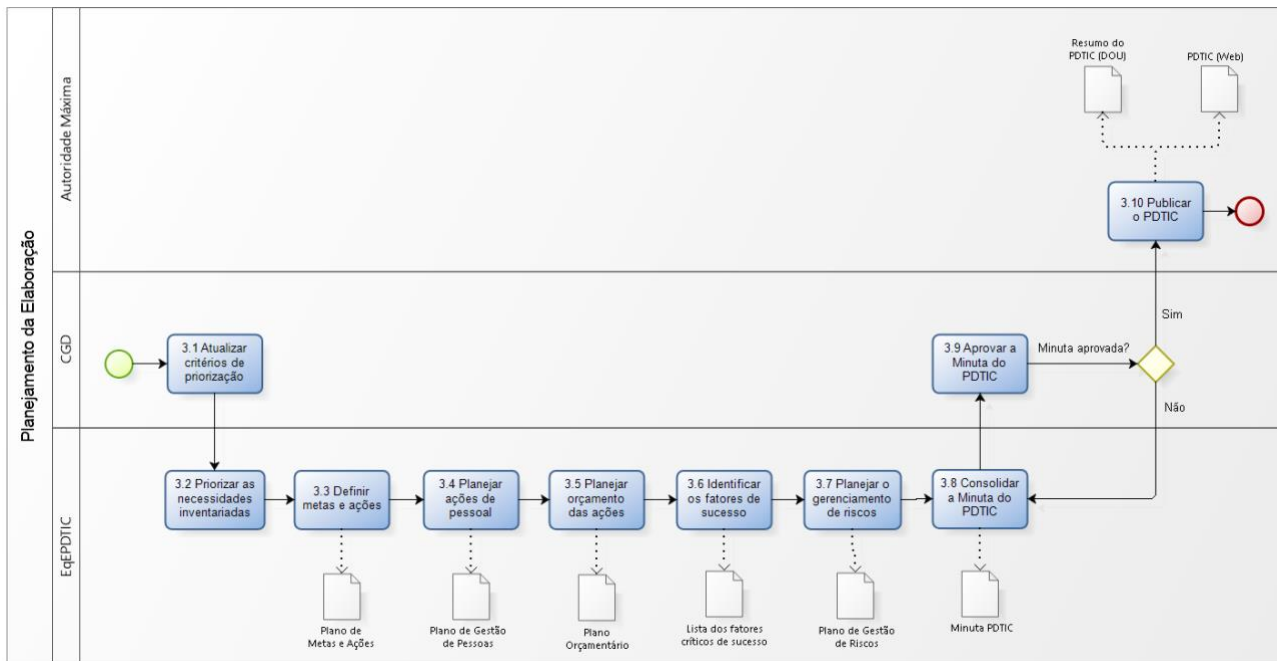 Planejamento da Elaboração
Autoridade Máxima
Resumo do
PDTIC (DOU)
PDTIC (Web)
3.10 Publicar
o PDTIC
CGD
3.1 Atualizar
critérios de
priorização
3.9 Aprovar a
Minuta do
PDTIC
Minuta aprovada?
Sim
Não
EqEPDTIC
3.2 Priorizar as
necessidades
inventariadas
3.3 Definir
metas e ações
3.4 Planejar
ações de
pessoal
3.5 Planejar
orçamento
das ações
3.6 Identificar
os fatores de
sucesso
3.7 Planejar o
gerenciamento
de riscos
3.8 Consolidar
a Minuta do
PDTIC
Plano de
Metas e Ações
Plano de Gestão
de Pessoas
Plano
Orçamentário
Lista dos fatores
críticos de sucesso
Plano de Gestão
de Riscos
Minuta PDTIC